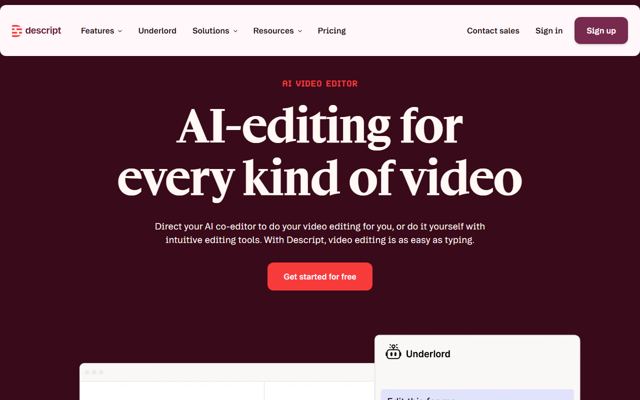 descript
Features
Underlord
Solutions
Resources
Pricing
Contact sales
Sign in
Sign up
AI VIDEO EDITOR
AI-editing for
every kind of video
Direct your AI co-editor to do your video editing for you, or do it yourself with
intuitive editing tools. With Descript, video editing is as easy as typing.
Get started for free
Underlord